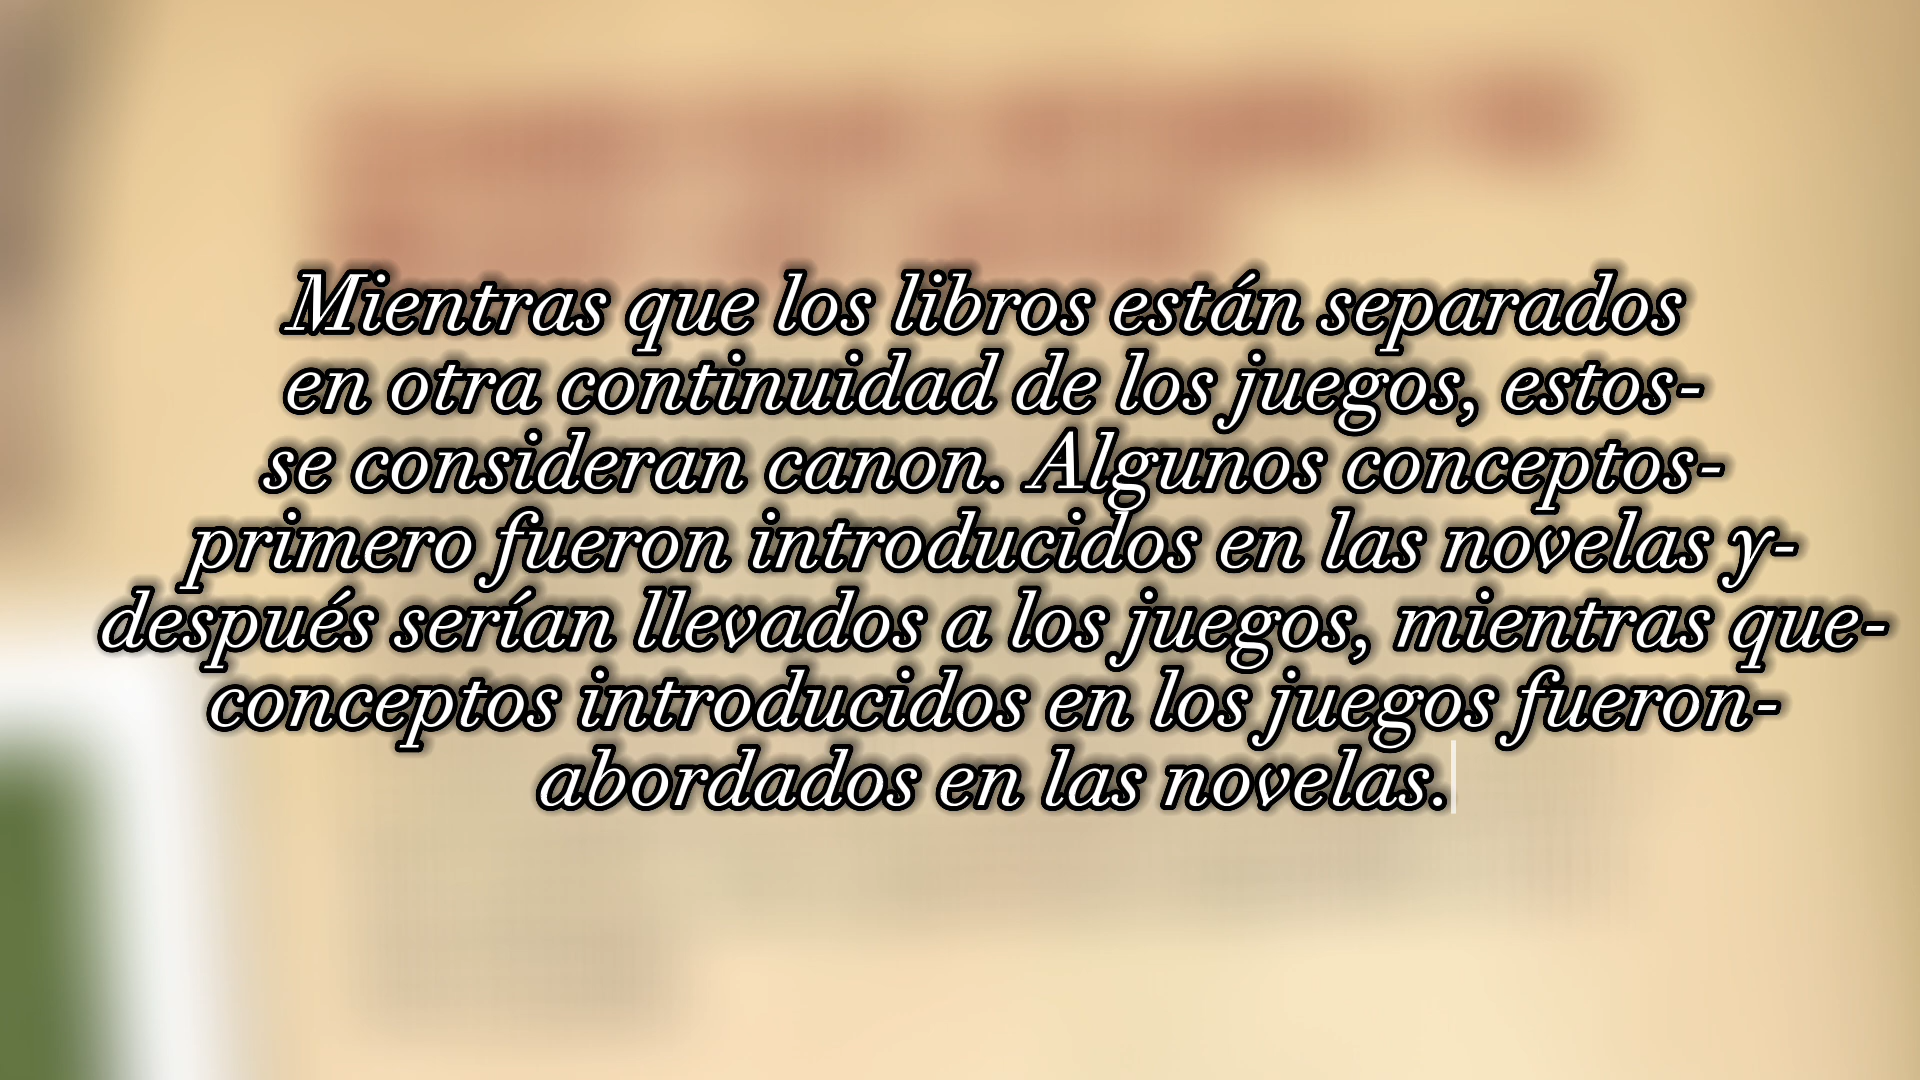 Mientras que los libros están separados
en otra continuidad de los juegos, estos-
se consideran canon. Algunos conceptos-
primero fueron introducidos en las novelas y-
después serían llevados a los juegos, mientras que-
conceptos introducidos en los juegos fueron-
abordados en las novelas.